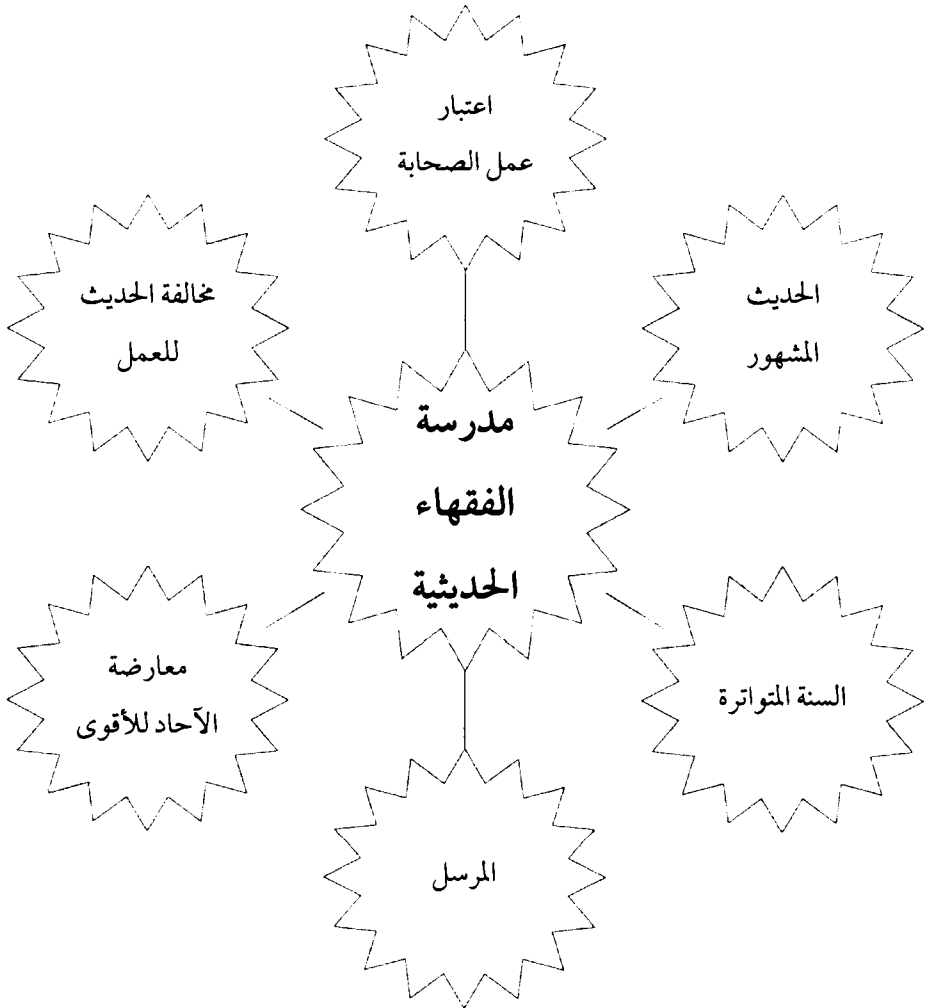 اعتبار
عمل الصحابة
الحديث
المشهور
مخالفة الحديث
للعمل
مدرسة
الفقهاء
الحديثية
السنة المتواترة
معارضة
الآحاد للأقوى
المرسل